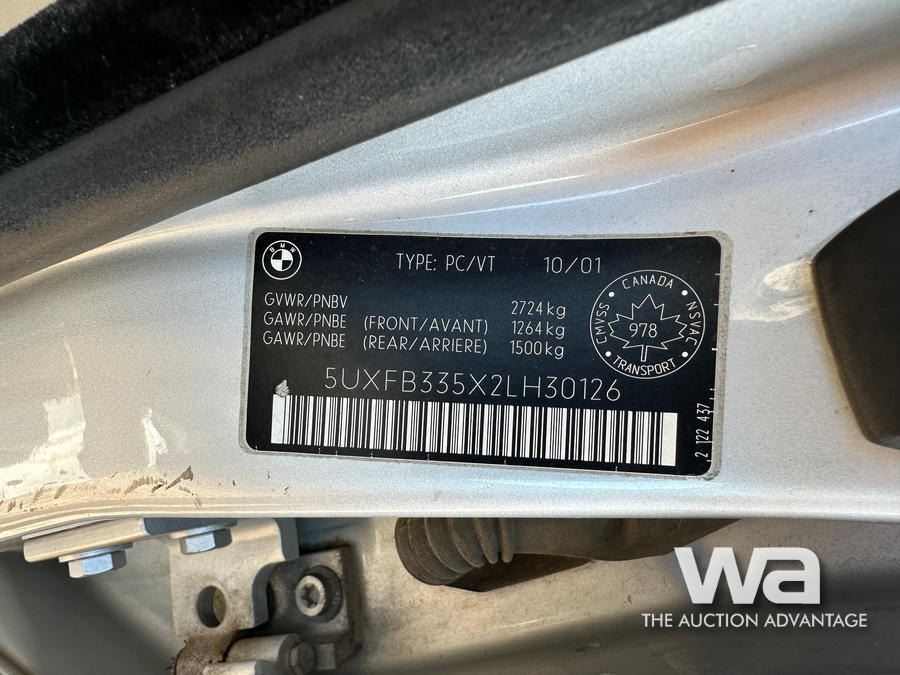 BMW
TYPE: PC/VT 10/01
GVWR/PNBV 2724kg
GAWR/PNBE (FRONT/AVANT) 1264kg
GAWR/PNBE (REAR/ARRIERE) 1500kg
CANADA
CMVSS 978 NSVAC
TRANSPORT
5UXFB335X2LH30126
2 122 437
wa
THE AUCTION ADVANTAGE